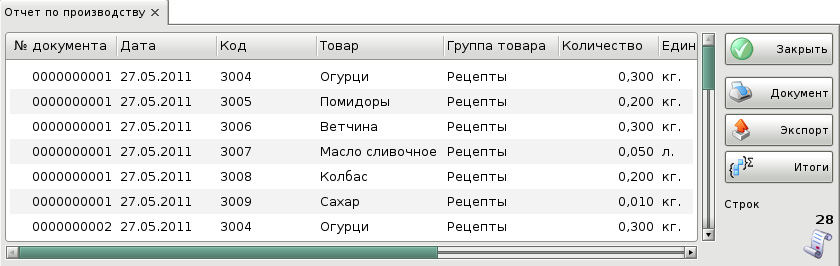 Отчет по производству ×
№ документа Дата Код Товар Группа товара Количество Един
0000000001 27.05.2011 3004 Огурци Рецепты 0,300 кг.
0000000001 27.05.2011 3005 Помидоры Рецепты 0,200 кг.
0000000001 27.05.2011 3006 Ветчина Рецепты 0,300 кг.
0000000001 27.05.2011 3007 Масло сливочное Рецепты 0,050 л.
0000000001 27.05.2011 3008 Колбас Рецепты 0,200 кг.
0000000001 27.05.2011 3009 Сахар Рецепты 0,010 кг.
0000000002 27.05.2011 3004 Огурци Рецепты 0,300 кг.
Закрыть
Документ
Экспорт
Итоги
Строк
28